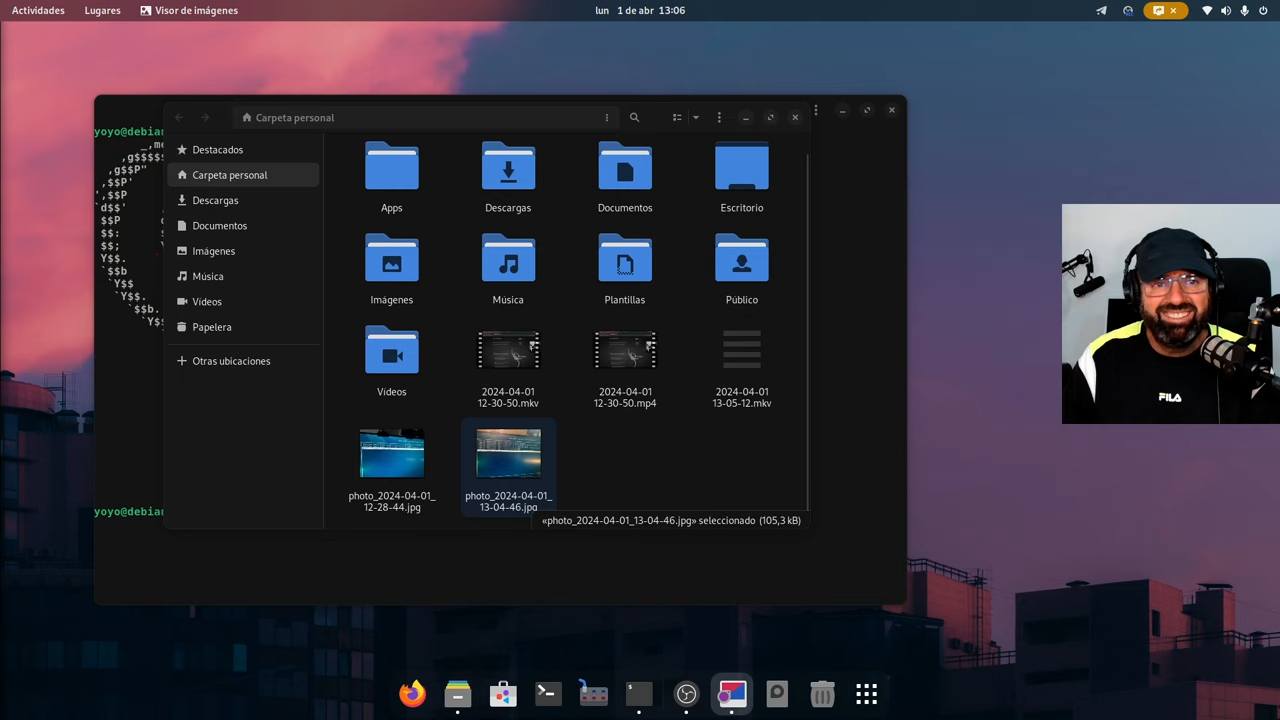 Actividades Lugares Visor de imágenes lun 1 de abr 13:06
Carpeta personal
yoyo@debian
_,me
,g$$$$$
,g$$P"
,$$P'
',$$P
`d$$'
$$P
$$:
$$;
Y$$.
`$$b
`Y$$
`Y$$.
`$$b.
`Y$$
yoyo@debian
Destacados
Carpeta personal
Descargas
Documentos
Imágenes
Música
Vídeos
Papelera
Otras ubicaciones
Apps Descargas Documentos Escritorio
Imágenes Música Plantillas Público
Vídeos 2024-04-01 2024-04-01 2024-04-01
12-30-50.mkv 12-30-50.mp4 13-05-12.mkv
photo_2024-04-01_ photo_2024-04-01_
12-28-44.jpg 13-04-46.jpg
«photo_2024-04-01_13-04-46.jpg» seleccionado (105,3 kB)
FILA